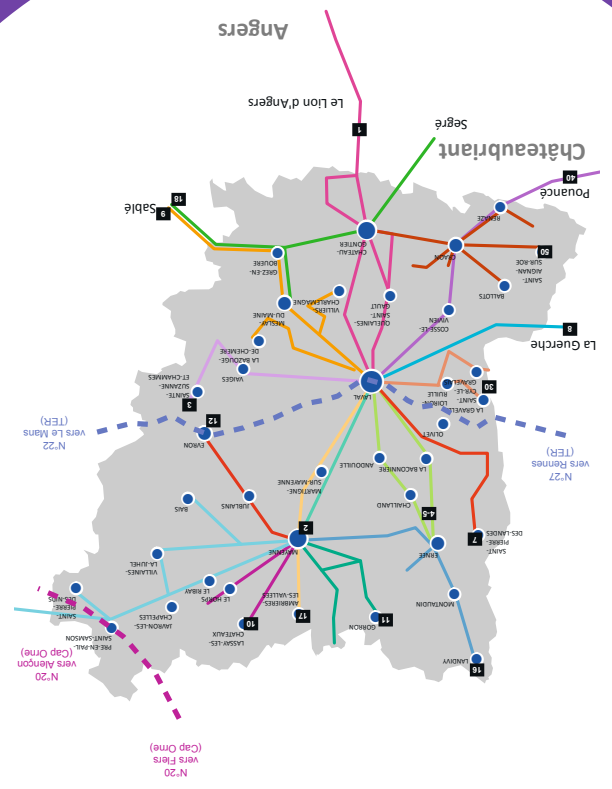 N°20
vers Flers
(Cap Orne)
N°20
vers Alençon
(Cap Orne)
16
LANDIVY
PRE-EN-PAIL-
SAINT-SAMSON
LASSAY-LES-
CHATEAUX
10
GORRON
11
17
AMBRIERES
LES-VALLEES
JAVRON-LES-
CHAPELLES
SAINT
PIERRE-
DES-NIDS
MONTAUDIN
LE HORPS
LE RIBAY
VILLAINES-
LA-JUHEL
ERNEE
MAYENNE
2
SAINT-
PIERRE-
DES-LANDES
7
4-5
CHAILLAND
JUBLAINS
BAIS
MARTIGNE-
SUR-MAYENNE
ANDOUILLE
LA BACONNIERE
N°27
vers Rennes
(TER)
N°22
vers Le Mans
(TER)
EVRON
12
OLIVET
LA GRAVELLE
3
SAINTE-
SUZANNE-
ET-CHAMMES
LAVAL
LOIRON-
RUILLE
SAINT-
CYR-LE-
GRAVELAIS
30
VAIGES
LA BAZOUGE-
DE-CHEMERE
La Guerche
8
COSSE-LE-
VIVIEN
QUELAINES-
SAINT-
GAULT
VILLIERS-
CHARLEMAGNE
MESLAY-
DU-MAINE
BALLOTS
SAINT-
AIGNAN-
SUR-ROE
50
CRAON
CHATEAU-
GONTIER
GREZ-EN-
BOUERE
RENAZE
9
18
Sablé
Pouancé
40
Châteaubriant
Segré
1
Le Lion d'Angers
Angers